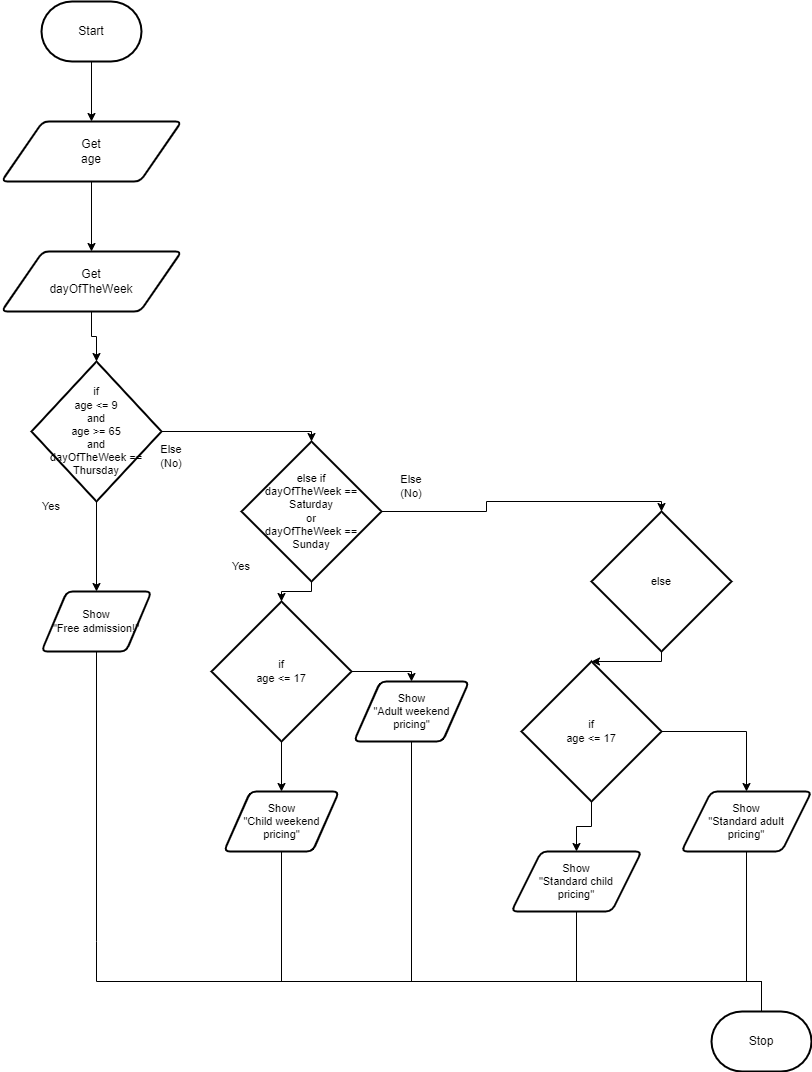 Start
Get
age
Get
dayOfTheWeek
if
age <= 9
and
age >= 65
and
dayOfTheWeek ==
Thursday
Else
(No)
Yes
else if
dayOfTheWeek ==
Saturday
or
dayOfTheWeek ==
Sunday
Else
(No)
Yes
else
Show
"Free admission!"
if
age <= 17
Show
"Adult weekend
pricing"
if
age <= 17
Show
"Child weekend
pricing"
Show
"Standard adult
pricing"
Show
"Standard child
pricing"
Stop